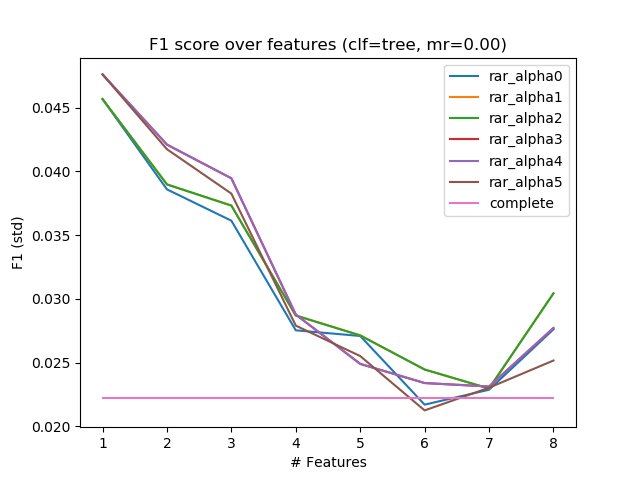 F1 score over features (clf=tree, mr=0.00)
rar_alpha0
rar_alpha1
rar_alpha2
rar_alpha3
rar_alpha4
rar_alpha5
complete
F1 (std)
0.045
0.040
0.035
0.030
0.025
0.020
1 2 3 4 5 6 7 8
# Features